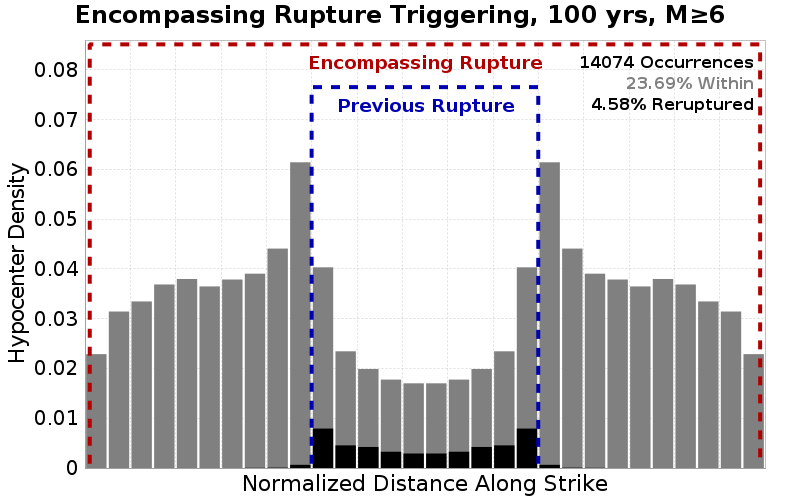 Encompassing Rupture Triggering, 100 yrs, M≥6
Encompassing Rupture
14074 Occurrences
23.69% Within
Previous Rupture
4.58% Reruptured
Hypocenter Density
0.08
0.07
0.06
0.05
0.04
0.03
0.02
0.01
0
Normalized Distance Along Strike